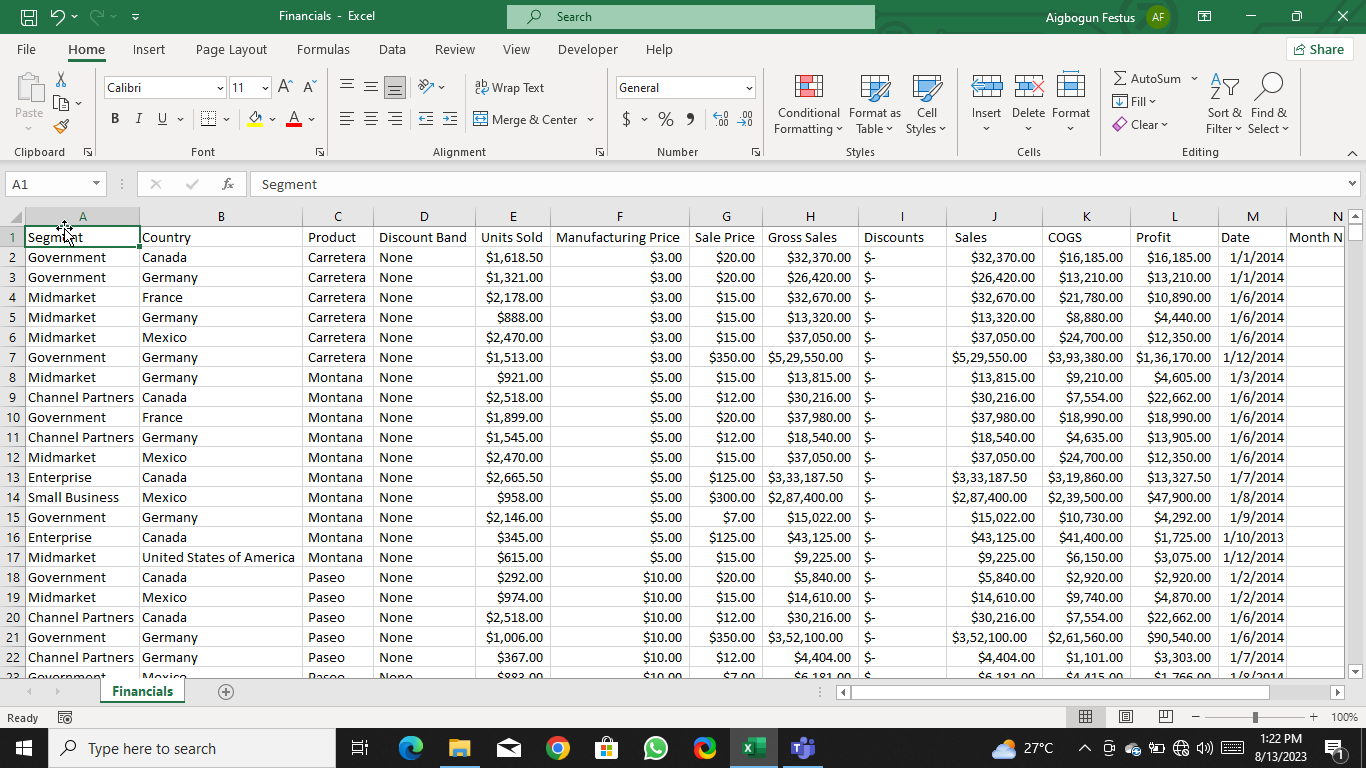 Financials - Excel
Search
Aigbogun Festus AF
File Home Insert Page Layout Formulas Data Review View Developer Help Share
Paste Calibri 11 A A Wrap Text General Conditional Formatting Format as Table Cell Styles Insert Delete Format AutoSum Fill Clear Sort & Filter Find & Select
B I U A Merge & Center $ % 9
Clipboard Font Alignment Number Styles Cells Editing
A1 fx Segment
A B C D E F G H I J K L M N
1 Segment Country Product Discount Band Units Sold Manufacturing Price Sale Price Gross Sales Discounts Sales COGS Profit Date Month N
2 Government Canada Carretera None $1,618.50 $3.00 $20.00 $32,370.00 $- $32,370.00 $16,185.00 $16,185.00 1/1/2014
3 Government Germany Carretera None $1,321.00 $3.00 $20.00 $26,420.00 $- $26,420.00 $13,210.00 $13,210.00 1/1/2014
4 Midmarket France Carretera None $2,178.00 $3.00 $15.00 $32,670.00 $- $32,670.00 $21,780.00 $10,890.00 1/6/2014
5 Midmarket Germany Carretera None $888.00 $3.00 $15.00 $13,320.00 $- $13,320.00 $8,880.00 $4,440.00 1/6/2014
6 Midmarket Mexico Carretera None $2,470.00 $3.00 $15.00 $37,050.00 $- $37,050.00 $24,700.00 $12,350.00 1/6/2014
7 Government Germany Carretera None $1,513.00 $3.00 $350.00 $5,29,550.00 $- $5,29,550.00 $3,93,380.00 $1,36,170.00 1/12/2014
8 Midmarket Germany Montana None $921.00 $5.00 $15.00 $13,815.00 $- $13,815.00 $9,210.00 $4,605.00 1/3/2014
9 Channel Partners Canada Montana None $2,518.00 $5.00 $12.00 $30,216.00 $- $30,216.00 $7,554.00 $22,662.00 1/6/2014
10 Government France Montana None $1,899.00 $5.00 $20.00 $37,980.00 $- $37,980.00 $18,990.00 $18,990.00 1/6/2014
11 Channel Partners Germany Montana None $1,545.00 $5.00 $12.00 $18,540.00 $- $18,540.00 $4,635.00 $13,905.00 1/6/2014
12 Midmarket Mexico Montana None $2,470.00 $5.00 $15.00 $37,050.00 $- $37,050.00 $24,700.00 $12,350.00 1/6/2014
13 Enterprise Canada Montana None $2,665.50 $5.00 $125.00 $3,33,187.50 $- $3,33,187.50 $3,19,860.00 $13,327.50 1/7/2014
14 Small Business Mexico Montana None $958.00 $5.00 $300.00 $2,87,400.00 $- $2,87,400.00 $2,39,500.00 $47,900.00 1/8/2014
15 Government Germany Montana None $2,146.00 $5.00 $7.00 $15,022.00 $- $15,022.00 $10,730.00 $4,292.00 1/9/2014
16 Enterprise Canada Montana None $345.00 $5.00 $125.00 $43,125.00 $- $43,125.00 $41,400.00 $1,725.00 1/10/2013
17 Midmarket United States of America Montana None $615.00 $5.00 $15.00 $9,225.00 $- $9,225.00 $6,150.00 $3,075.00 1/12/2014
18 Government Canada Paseo None $292.00 $10.00 $20.00 $5,840.00 $- $5,840.00 $2,920.00 $2,920.00 1/2/2014
19 Midmarket Mexico Paseo None $974.00 $10.00 $15.00 $14,610.00 $- $14,610.00 $9,740.00 $4,870.00 1/2/2014
20 Channel Partners Canada Paseo None $2,518.00 $10.00 $12.00 $30,216.00 $- $30,216.00 $7,554.00 $22,662.00 1/6/2014
21 Government Germany Paseo None $1,006.00 $10.00 $350.00 $3,52,100.00 $- $3,52,100.00 $2,61,560.00 $90,540.00 1/6/2014
22 Channel Partners Germany Paseo None $367.00 $10.00 $12.00 $4,404.00 $- $4,404.00 $1,101.00 $3,303.00 1/7/2014
23 Government Mexico Paseo None $883.00 $10.00 $7.00 $6,181.00 $- $6,181.00 $4,415.00 $1,766.00 1/8/2014
Financials
Ready 100%
Type here to search 27°C 1:22 PM
8/13/2023 1